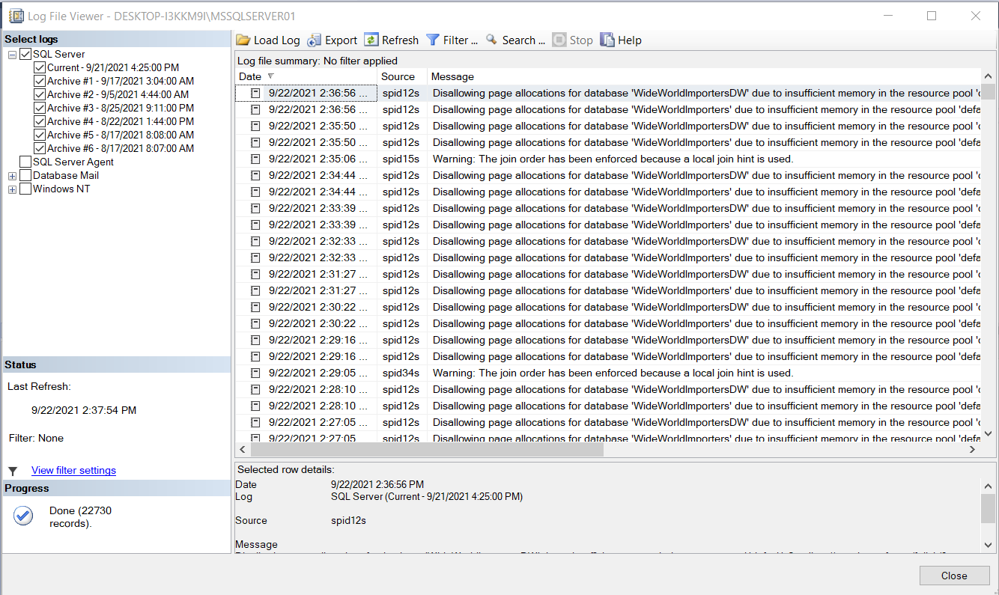 Log File Viewer - DESKTOP-I3KKM9I\MSSQLSERVER01
Select logs
SQL Server
Current - 9/21/2021 4:25:00 PM
Archive #1 - 9/17/2021 3:04:00 AM
Archive #2 - 9/5/2021 4:44:00 AM
Archive #3 - 8/25/2021 9:11:00 PM
Archive #4 - 8/22/2021 1:44:00 PM
Archive #5 - 8/17/2021 8:08:00 AM
Archive #6 - 8/17/2021 8:07:00 AM
SQL Server Agent
Database Mail
Windows NT
Status
Last Refresh:
9/22/2021 2:37:54 PM
Filter: None
View filter settings
Progress
Done (22730
records).
Load Log Export Refresh Filter ... Search ... Stop Help
Log file summary: No filter applied
Date Source Message
9/22/2021 2:36:56 ... spid12s Disallowing page allocations for database 'WideWorldImportersDW' due to insufficient memory in the resource pool 'd
9/22/2021 2:36:56 ... spid12s Disallowing page allocations for database 'WideWorldImporters' due to insufficient memory in the resource pool 'defa
9/22/2021 2:35:50 ... spid12s Disallowing page allocations for database 'WideWorldImportersDW' due to insufficient memory in the resource pool 'd
9/22/2021 2:35:50 ... spid12s Disallowing page allocations for database 'WideWorldImporters' due to insufficient memory in the resource pool 'defa
9/22/2021 2:35:06 ... spid15s Warning: The join order has been enforced because a local join hint is used.
9/22/2021 2:34:44 ... spid12s Disallowing page allocations for database 'WideWorldImportersDW' due to insufficient memory in the resource pool 'd
9/22/2021 2:34:44 ... spid12s Disallowing page allocations for database 'WideWorldImporters' due to insufficient memory in the resource pool 'defa
9/22/2021 2:33:39 ... spid12s Disallowing page allocations for database 'WideWorldImportersDW' due to insufficient memory in the resource pool 'd
9/22/2021 2:33:39 ... spid12s Disallowing page allocations for database 'WideWorldImporters' due to insufficient memory in the resource pool 'defa
9/22/2021 2:32:33 ... spid12s Disallowing page allocations for database 'WideWorldImportersDW' due to insufficient memory in the resource pool 'd
9/22/2021 2:32:33 ... spid12s Disallowing page allocations for database 'WideWorldImporters' due to insufficient memory in the resource pool 'defa
9/22/2021 2:31:27 ... spid12s Disallowing page allocations for database 'WideWorldImportersDW' due to insufficient memory in the resource pool 'd
9/22/2021 2:31:27 ... spid12s Disallowing page allocations for database 'WideWorldImporters' due to insufficient memory in the resource pool 'defa
9/22/2021 2:30:22 ... spid12s Disallowing page allocations for database 'WideWorldImportersDW' due to insufficient memory in the resource pool 'd
9/22/2021 2:30:22 ... spid12s Disallowing page allocations for database 'WideWorldImporters' due to insufficient memory in the resource pool 'defa
9/22/2021 2:29:16 ... spid12s Disallowing page allocations for database 'WideWorldImportersDW' due to insufficient memory in the resource pool 'd
9/22/2021 2:29:16 ... spid12s Disallowing page allocations for database 'WideWorldImporters' due to insufficient memory in the resource pool 'defa
9/22/2021 2:29:05 ... spid34s Warning: The join order has been enforced because a local join hint is used.
9/22/2021 2:28:10 ... spid12s Disallowing page allocations for database 'WideWorldImportersDW' due to insufficient memory in the resource pool 'd
9/22/2021 2:28:10 ... spid12s Disallowing page allocations for database 'WideWorldImporters' due to insufficient memory in the resource pool 'defa
9/22/2021 2:27:05 ... spid12s Disallowing page allocations for database 'WideWorldImportersDW' due to insufficient memory in the resource pool 'd
9/22/2021 2:27:05 spid12s Disallowing page allocations for database 'WideWorldImporters' due to insufficient memory in the resource pool 'defa
Selected row details:
Date 9/22/2021 2:36:56 PM
Log SQL Server (Current - 9/21/2021 4:25:00 PM)
Source spid12s
Message
Close